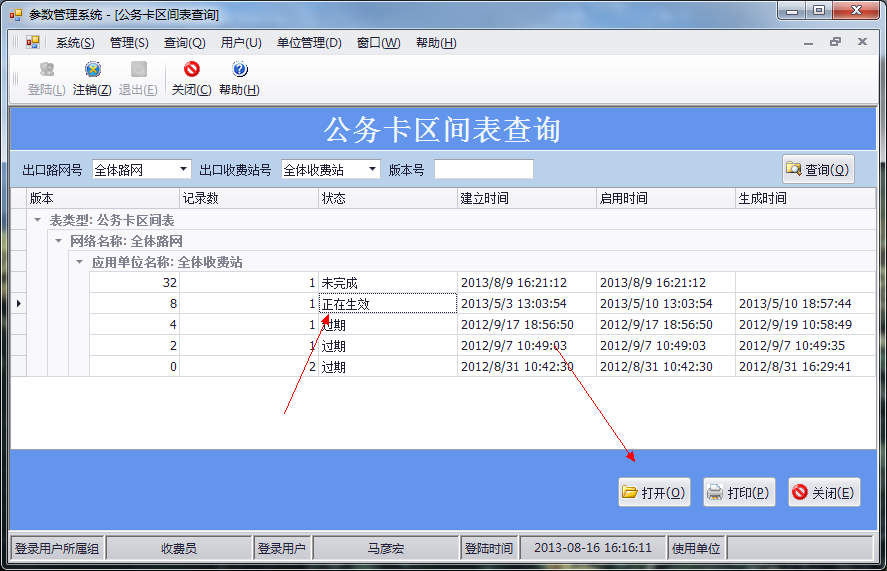 参数管理系统 - [公务卡区间表查询]
系统(S) 管理(S) 查询(Q) 用户(U) 单位管理(D) 窗口(W) 帮助(H)
登陆(L) 注销(Z) 退出(E) 关闭(C) 帮助(H)
公务卡区间表查询
出口路网号 全体路网 出口收费站号 全体收费站 版本号 查询(Q)
版本 记录数 状态 建立时间 启用时间 生成时间
表类型: 公务卡区间表
网络名称: 全体路网
应用单位名称: 全体收费站
32 1 未完成 2013/8/9 16:21:12 2013/8/9 16:21:12
8 1 正在生效 2013/5/3 13:03:54 2013/5/10 13:03:54 2013/5/10 18:57:44
4 1 过期 2012/9/17 18:56:50 2012/9/17 18:56:50 2012/9/19 10:58:49
2 1 过期 2012/9/7 10:49:03 2012/9/7 10:49:03 2012/9/7 10:49:35
0 2 过期 2012/8/31 10:42:30 2012/8/31 10:42:30 2012/8/31 16:29:41
打开(O) 打印(P) 关闭(E)
登录用户所属组 收费员 登录用户 马彦宏 登陆时间 2013-08-16 16:16:11 使用单位